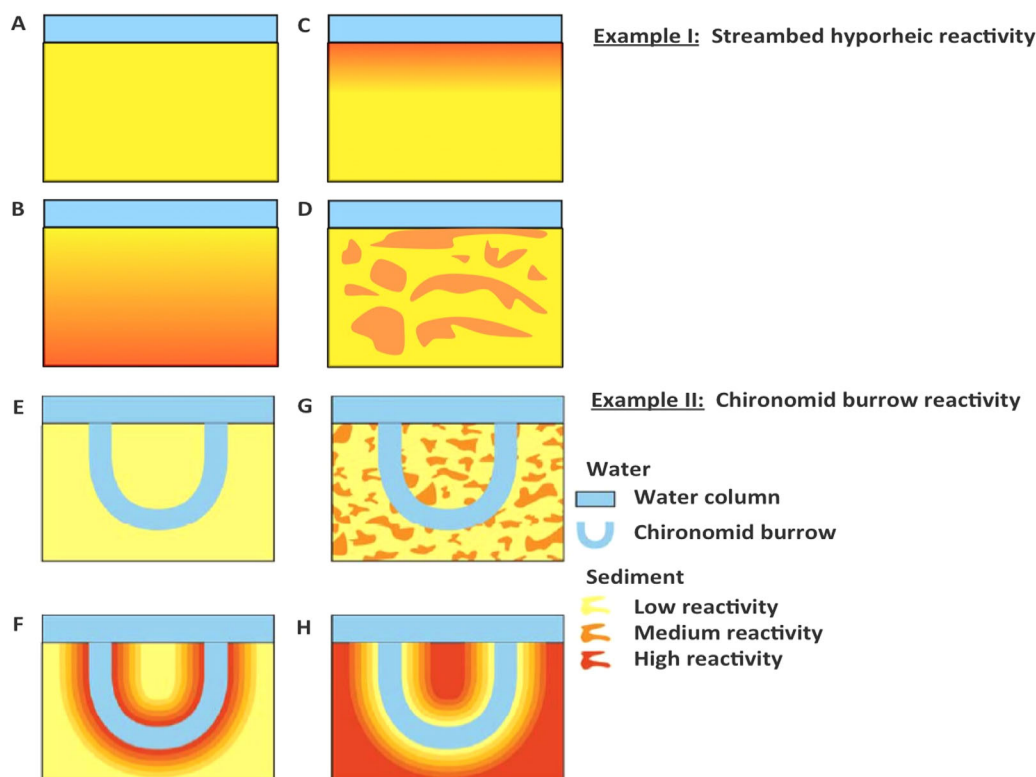 A
C
Example I: Streambed hyporheic reactivity
B
D
E
G
Example II: Chironomid burrow reactivity
Water
Water column
Chironomid burrow
Sediment
Low reactivity
Medium reactivity
High reactivity
F
H